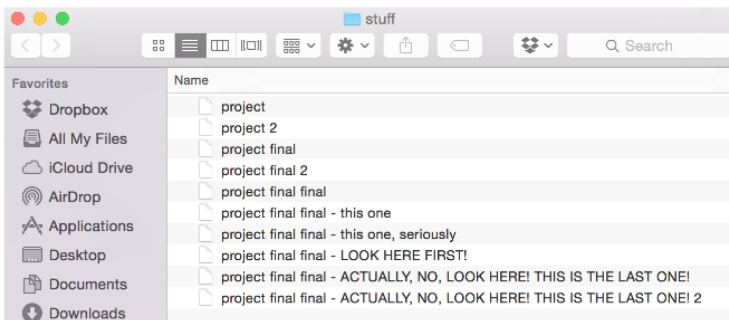 stuff
Search
Favorites
Dropbox
All My Files
iCloud Drive
AirDrop
Applications
Desktop
Documents
Downloads
Name
project
project 2
project final
project final 2
project final final
project final final - this one
project final final - this one, seriously
project final final - LOOK HERE FIRST!
project final final - ACTUALLY, NO, LOOK HERE! THIS IS THE LAST ONE!
project final final - ACTUALLY, NO, LOOK HERE! THIS IS THE LAST ONE! 2